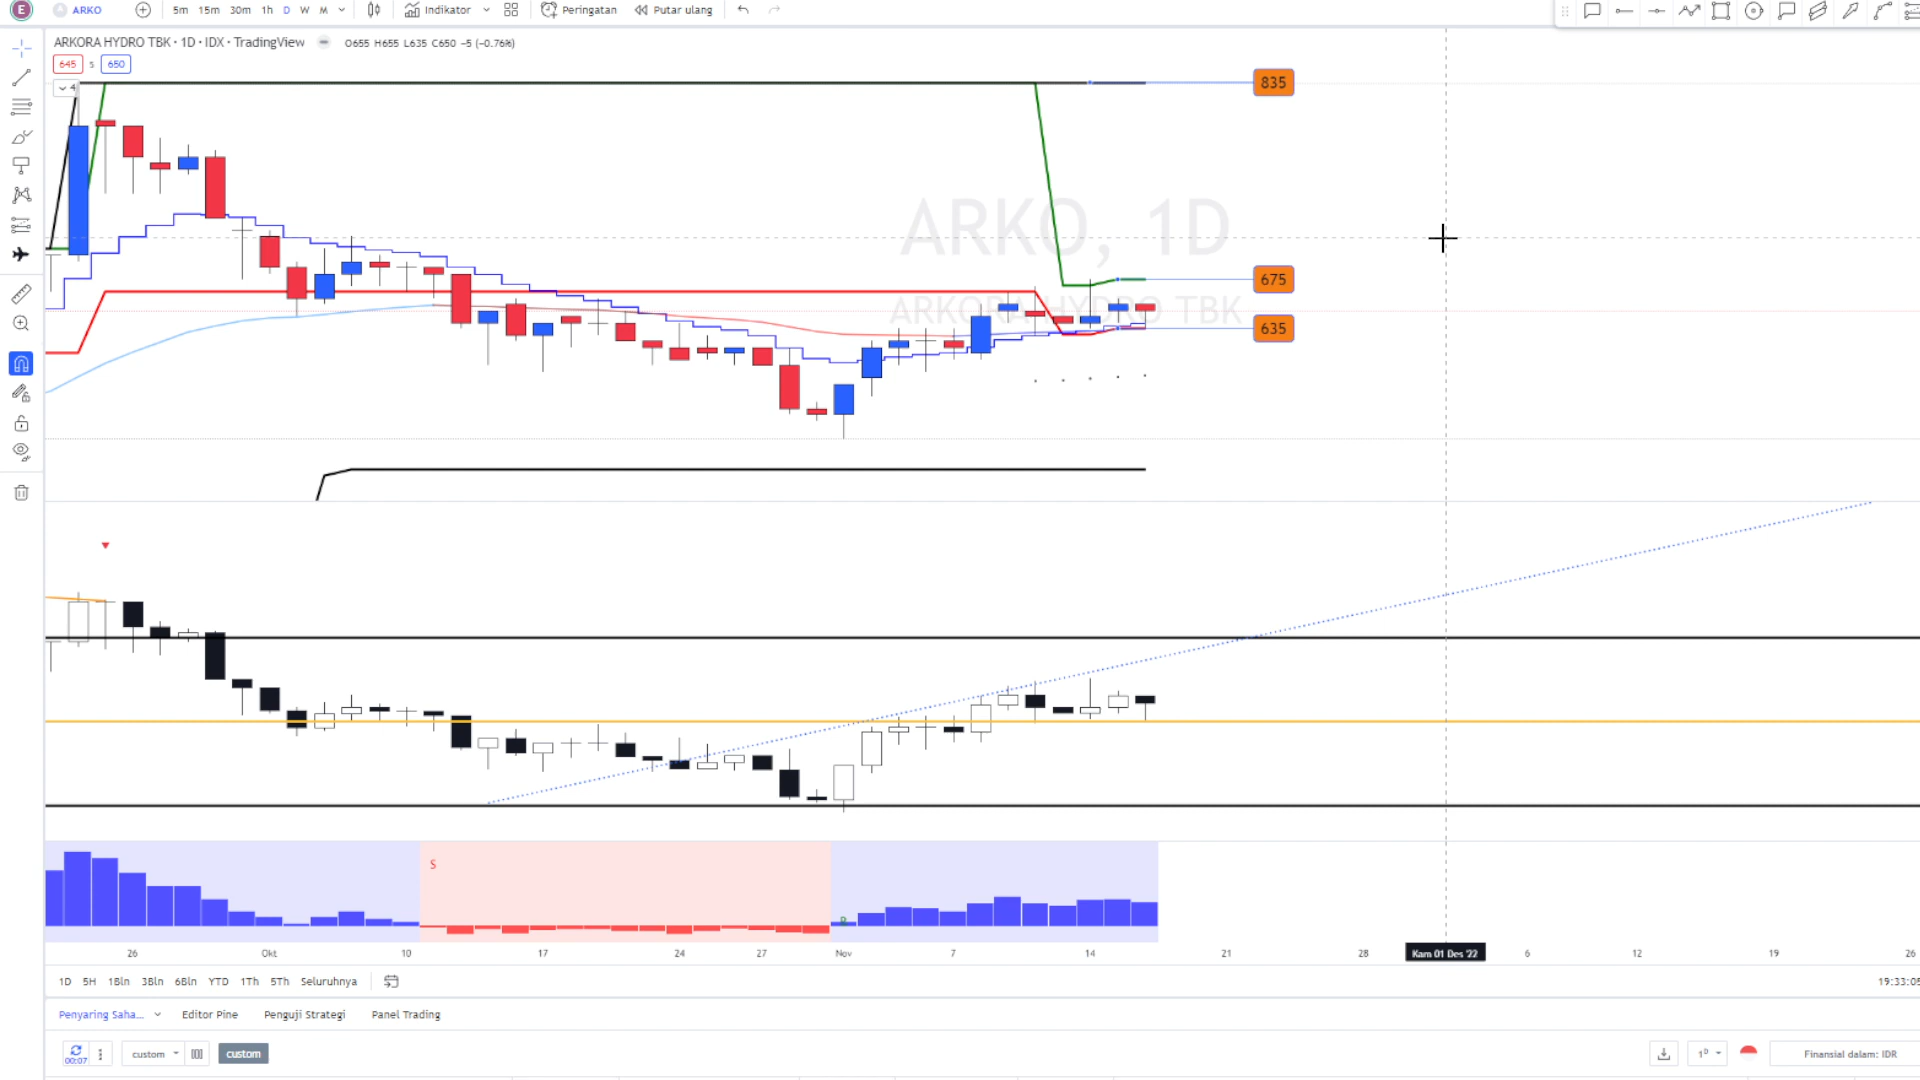 E ARKO 5m 15m 30m 1h D W M Indikator Peringatan Putar ulang
ARKORA HYDRO TBK · 1D · IDX · TradingView O655 H655 L635 C650 −5 (−0.76%)
645 5 650
4
835
ARKO, 1D
ARKORA HYDRO TBK
675
635
S
B
26 Okt 10 17 24 27 Nov 7 14 21 28 Kam 01 Des '22 6 12 19 26
1D 5H 1Bln 3Bln 6Bln YTD 1Th 5Th Seluruhnya 19:33:05
Penyaring Saha... Editor Pine Penguji Strategi Panel Trading
00:07 custom custom 1D Finansial dalam: IDR